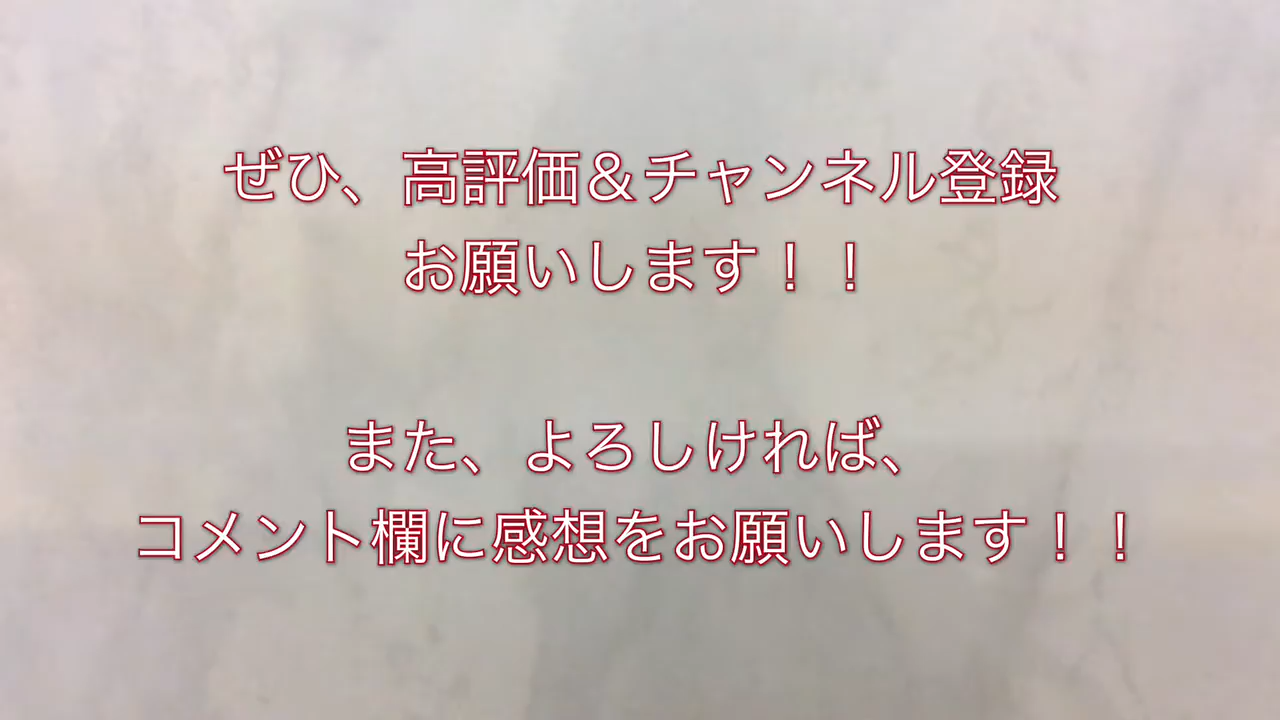 ぜひ、高評価＆チャンネル登録
お願いします！！
また、よろしければ、
コメント欄に感想をお願いします！！